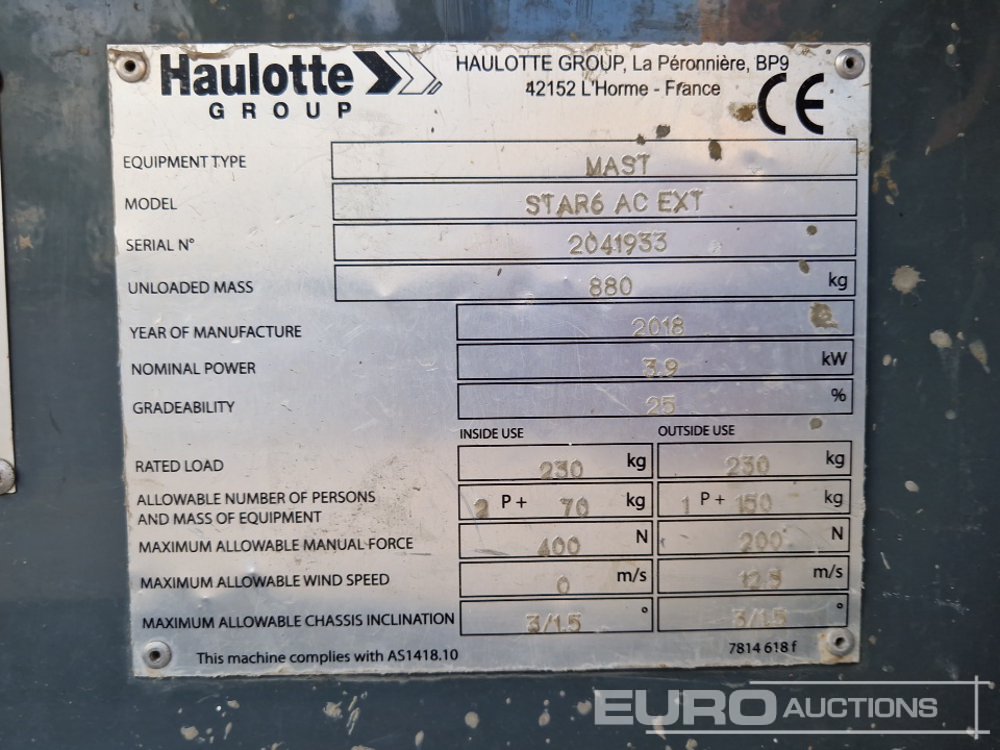 Haulotte
GROUP
HAULOTTE GROUP, La Péronnière, BP9
42152 L'Horme - France
CE
EQUIPMENT TYPE MAST
MODEL STAR6 AC EXT
SERIAL N° 2041933
UNLOADED MASS 880 kg
YEAR OF MANUFACTURE 2018
NOMINAL POWER 3.9 kW
GRADEABILITY 25 %
INSIDE USE OUTSIDE USE
RATED LOAD 230 kg 230 kg
ALLOWABLE NUMBER OF PERSONS
AND MASS OF EQUIPMENT 2 P+ 70 kg 1 P+ 150 kg
MAXIMUM ALLOWABLE MANUAL FORCE 400 N 200 N
MAXIMUM ALLOWABLE WIND SPEED 0 m/s 12.5 m/s
MAXIMUM ALLOWABLE CHASSIS INCLINATION 3/1.5 ° 3/1.5 °
This machine complies with AS1418.10 7814 618 f
EURO AUCTIONS